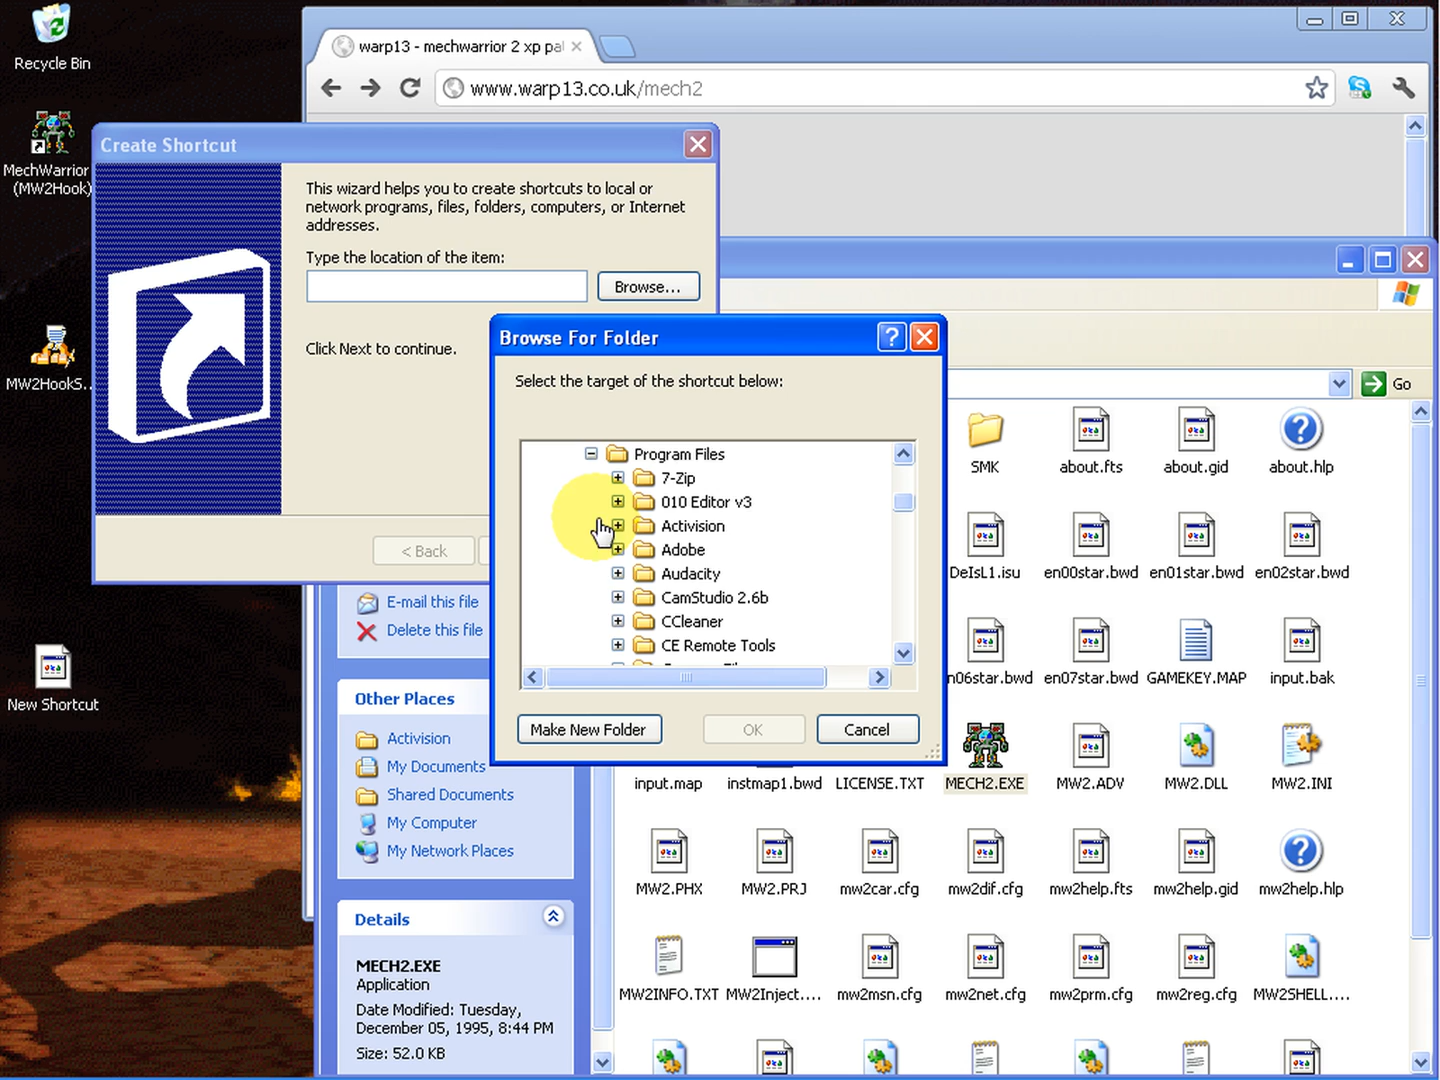 Recycle Bin
MechWarrior
(MW2Hook)
MW2HookS...
New Shortcut
warp13 - mechwarrior 2 xp pa
www.warp13.co.uk/mech2
Create Shortcut
This wizard helps you to create shortcuts to local or
network programs, files, folders, computers, or Internet
addresses.
Type the location of the item:
Browse...
Click Next to continue.
< Back
Browse For Folder
Select the target of the shortcut below:
Program Files
7-Zip
010 Editor v3
Activision
Adobe
Audacity
CamStudio 2.6b
CCleaner
CE Remote Tools
Make New Folder
OK
Cancel
Go
E-mail this file
Delete this file
Other Places
Activision
My Documents
Shared Documents
My Computer
My Network Places
Details
MECH2.EXE
Application
Date Modified: Tuesday,
December 05, 1995, 8:44 PM
Size: 52.0 KB
SMK
about.fts
about.gid
about.hlp
DeIsL1.isu
en00star.bwd
en01star.bwd
en02star.bwd
n06star.bwd
en07star.bwd
GAMEKEY.MAP
input.bak
input.map
instmap1.bwd
LICENSE.TXT
MECH2.EXE
MW2.ADV
MW2.DLL
MW2.INI
MW2.PHX
MW2.PRJ
mw2car.cfg
mw2dif.cfg
mw2help.fts
mw2help.gid
mw2help.hlp
MW2INFO.TXT
MW2Inject....
mw2msn.cfg
mw2net.cfg
mw2prm.cfg
mw2reg.cfg
MW2SHELL....